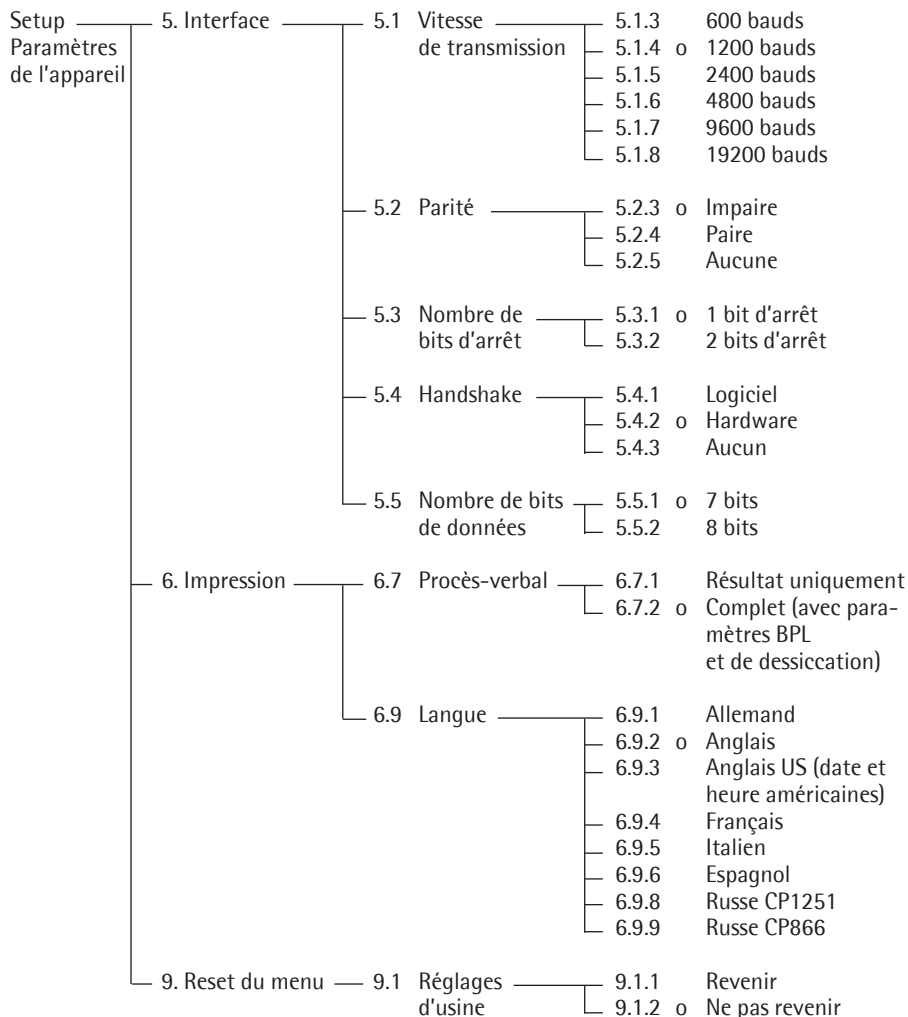 Setup 5. Interface 5.1 Vitesse 5.1.3 600 bauds
Paramètres de transmission 5.1.4 o 1200 bauds
de l'appareil 5.1.5 2400 bauds
5.1.6 4800 bauds
5.1.7 9600 bauds
5.1.8 19200 bauds
5.2 Parité 5.2.3 o Impaire
5.2.4 Paire
5.2.5 Aucune
5.3 Nombre de 5.3.1 o 1 bit d'arrêt
bits d'arrêt 5.3.2 2 bits d'arrêt
5.4 Handshake 5.4.1 Logiciel
5.4.2 o Hardware
5.4.3 Aucun
5.5 Nombre de bits 5.5.1 o 7 bits
de données 5.5.2 8 bits
6. Impression 6.7 Procès-verbal 6.7.1 Résultat uniquement
6.7.2 o Complet (avec para-
mètres BPL
et de dessiccation)
6.9 Langue 6.9.1 Allemand
6.9.2 o Anglais
6.9.3 Anglais US (date et
heure américaines)
6.9.4 Français
6.9.5 Italien
6.9.6 Espagnol
6.9.8 Russe CP1251
6.9.9 Russe CP866
9. Reset du menu 9.1 Réglages 9.1.1 Revenir
d'usine 9.1.2 o Ne pas revenir